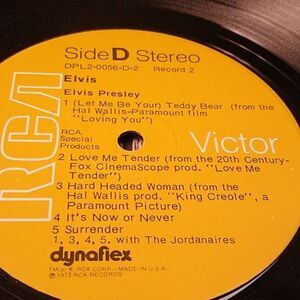 Side D Stereo
DPL2-0056-D-2 Record 2
Elvis
Elvis Presley
1 (Let Me Be Your) Teddy Bear (from the
Hal Wallis-Paramount film
"Loving You")
RCA
Special
Products
RCA
Victor
2 Love Me Tender (from the 20th Century-
Fox CinemaScope prod. "Love Me
Tender")
3 Hard Headed Woman (from the
Hal Wallis prod. "King Creole", a
Paramount Picture)
4 It's Now or Never
5 Surrender
1, 3, 4, 5, with The Jordanaires
dynaflex
TM(s) ® RCA CORP.-MADE IN U.S.A.
℗1973 RCA RECORDS